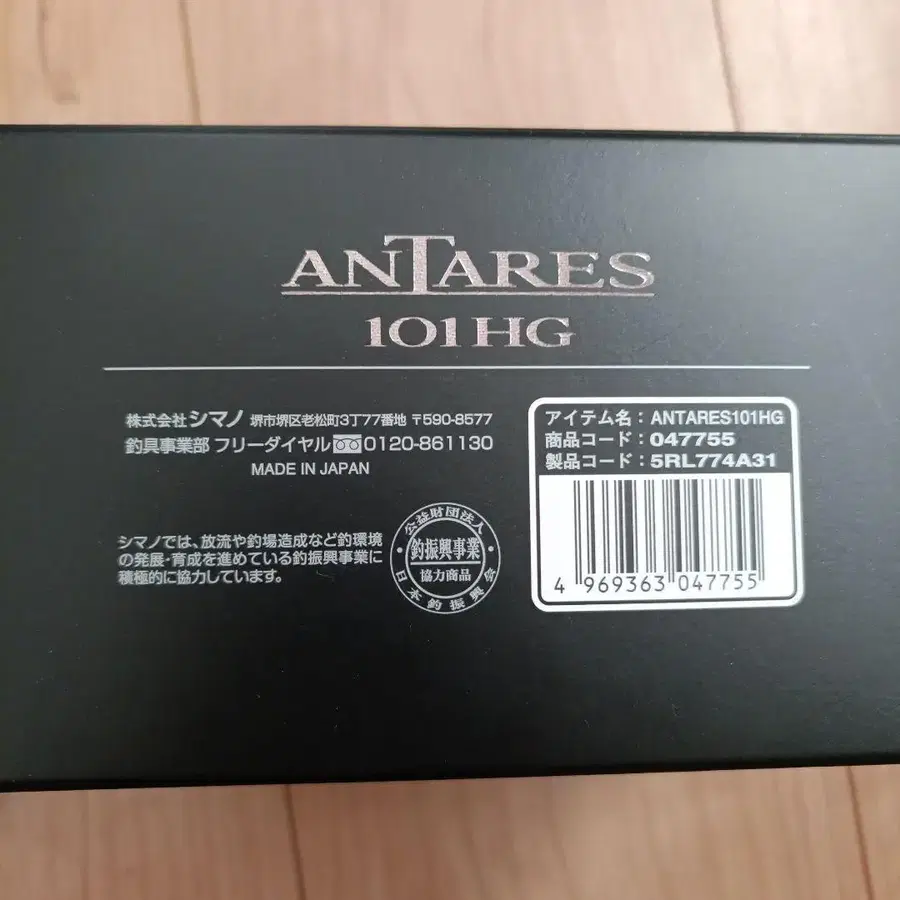 ANTARES
101HG
株式会社シマノ 堺市堺区老松町3丁77番地 〒590-8577
釣具事業部 フリーダイヤル 0120-861130
MADE IN JAPAN
シマノでは、放流や釣場造成など釣環境
の発展・育成を進めている釣振興事業に
積極的に協力しています。
公益財団法人
釣振興事業
協力商品
日本釣振興会
アイテム名：ANTARES101HG
商品コード：047755
製品コード：5RL774A31
4 969363 047755